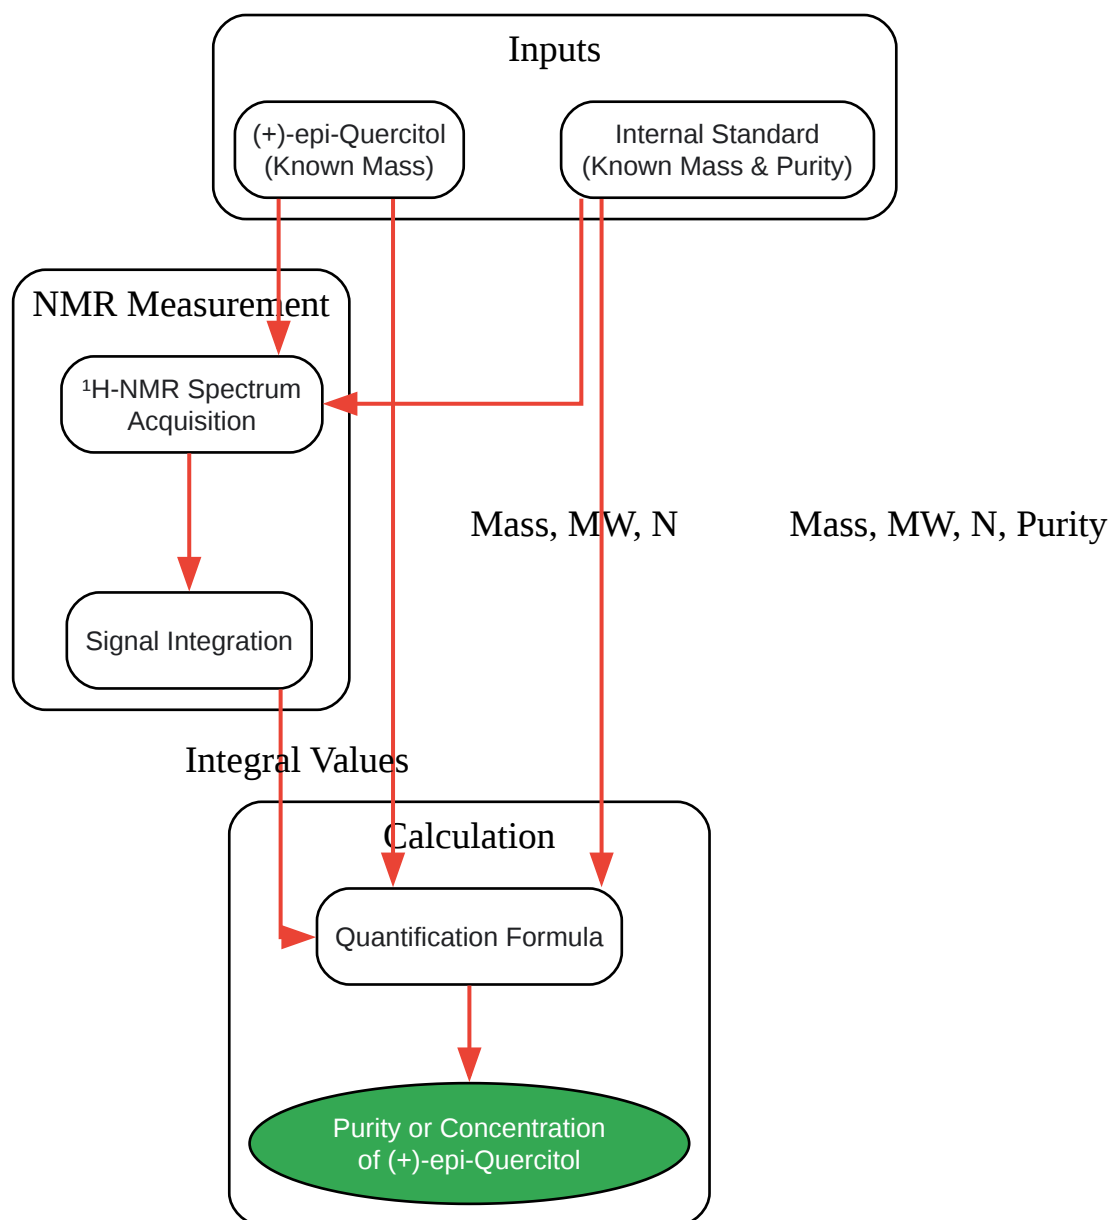 Inputs
(+)-epi-Quercitol
(Known Mass)
Internal Standard
(Known Mass & Purity)
NMR Measurement
¹H-NMR Spectrum
Acquisition
Mass, MW, N
Mass, MW, N, Purity
Signal Integration
Integral Values
Calculation
Quantification Formula
Purity or Concentration
of (+)-epi-Quercitol